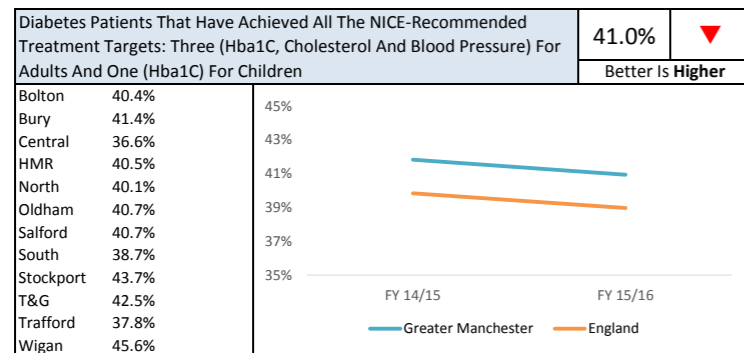 Diabetes Patients That Have Achieved All The NICE-Recommended
Treatment Targets: Three (Hba1C, Cholesterol And Blood Pressure) For
Adults And One (Hba1C) For Children
41.0%
Better Is Higher
Bolton 40.4%
Bury 41.4%
Central 36.6%
HMR 40.5%
North 40.1%
Oldham 40.7%
Salford 40.7%
South 38.7%
Stockport 43.7%
T&G 42.5%
Trafford 37.8%
Wigan 45.6%
45%
43%
41%
39%
37%
35%
FY 14/15 FY 15/16
Greater Manchester England